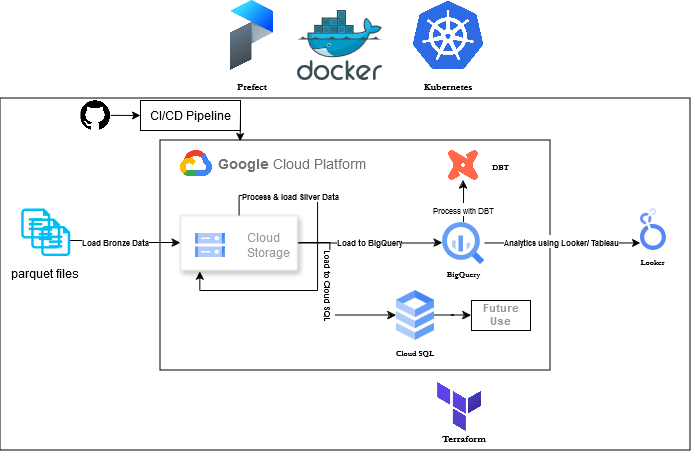 docker
Prefect
Kubernetes
CI/CD Pipeline
Google Cloud Platform
DBT
Process & load Silver Data
Process with DBT
parquet files
Load Bronze Data
Cloud
Storage
Load to BigQuery
BigQuery
Analytics using Looker/ Tableau
Looker
Load to Cloud SQL
Cloud SQL
Future
Use
Terraform